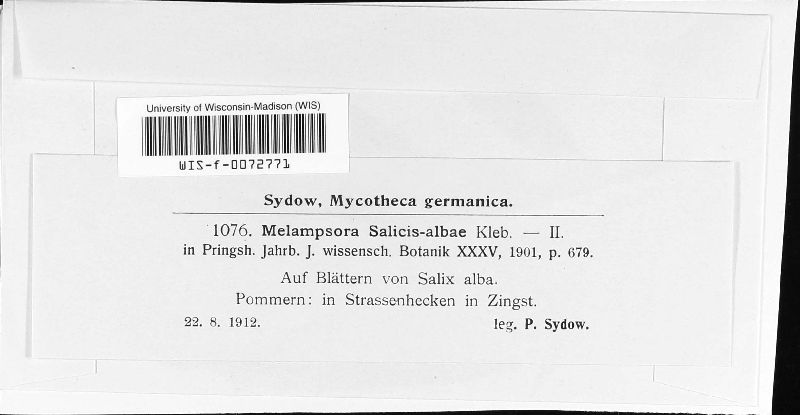 University of Wisconsin-Madison (WIS)
WIS-f-0072771
Sydow, Mycotheca germanica.
1076. Melampsora Salicis-albae Kleb. — II.
in Pringsh. Jahrb. J. wissensch. Botanik XXXV, 1901, p. 679.
Auf Blättern von Salix alba.
Pommern: in Strassenhecken in Zingst.
22. 8. 1912. leg. P. Sydow.